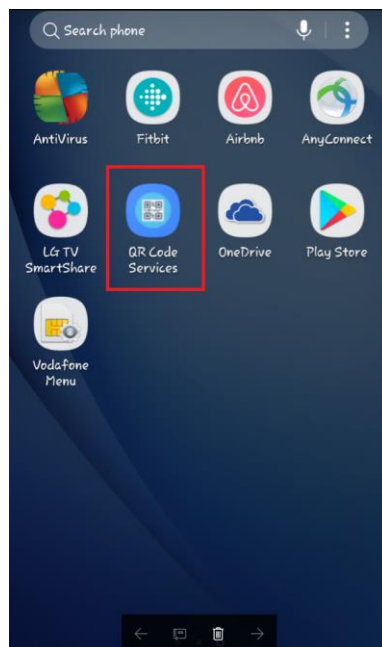 Search phone
AntiVirus
Fitbit
Airbnb
AnyConnect
LG TV
SmartShare
QR Code
Services
OneDrive
Play Store
Vodafone
Menu